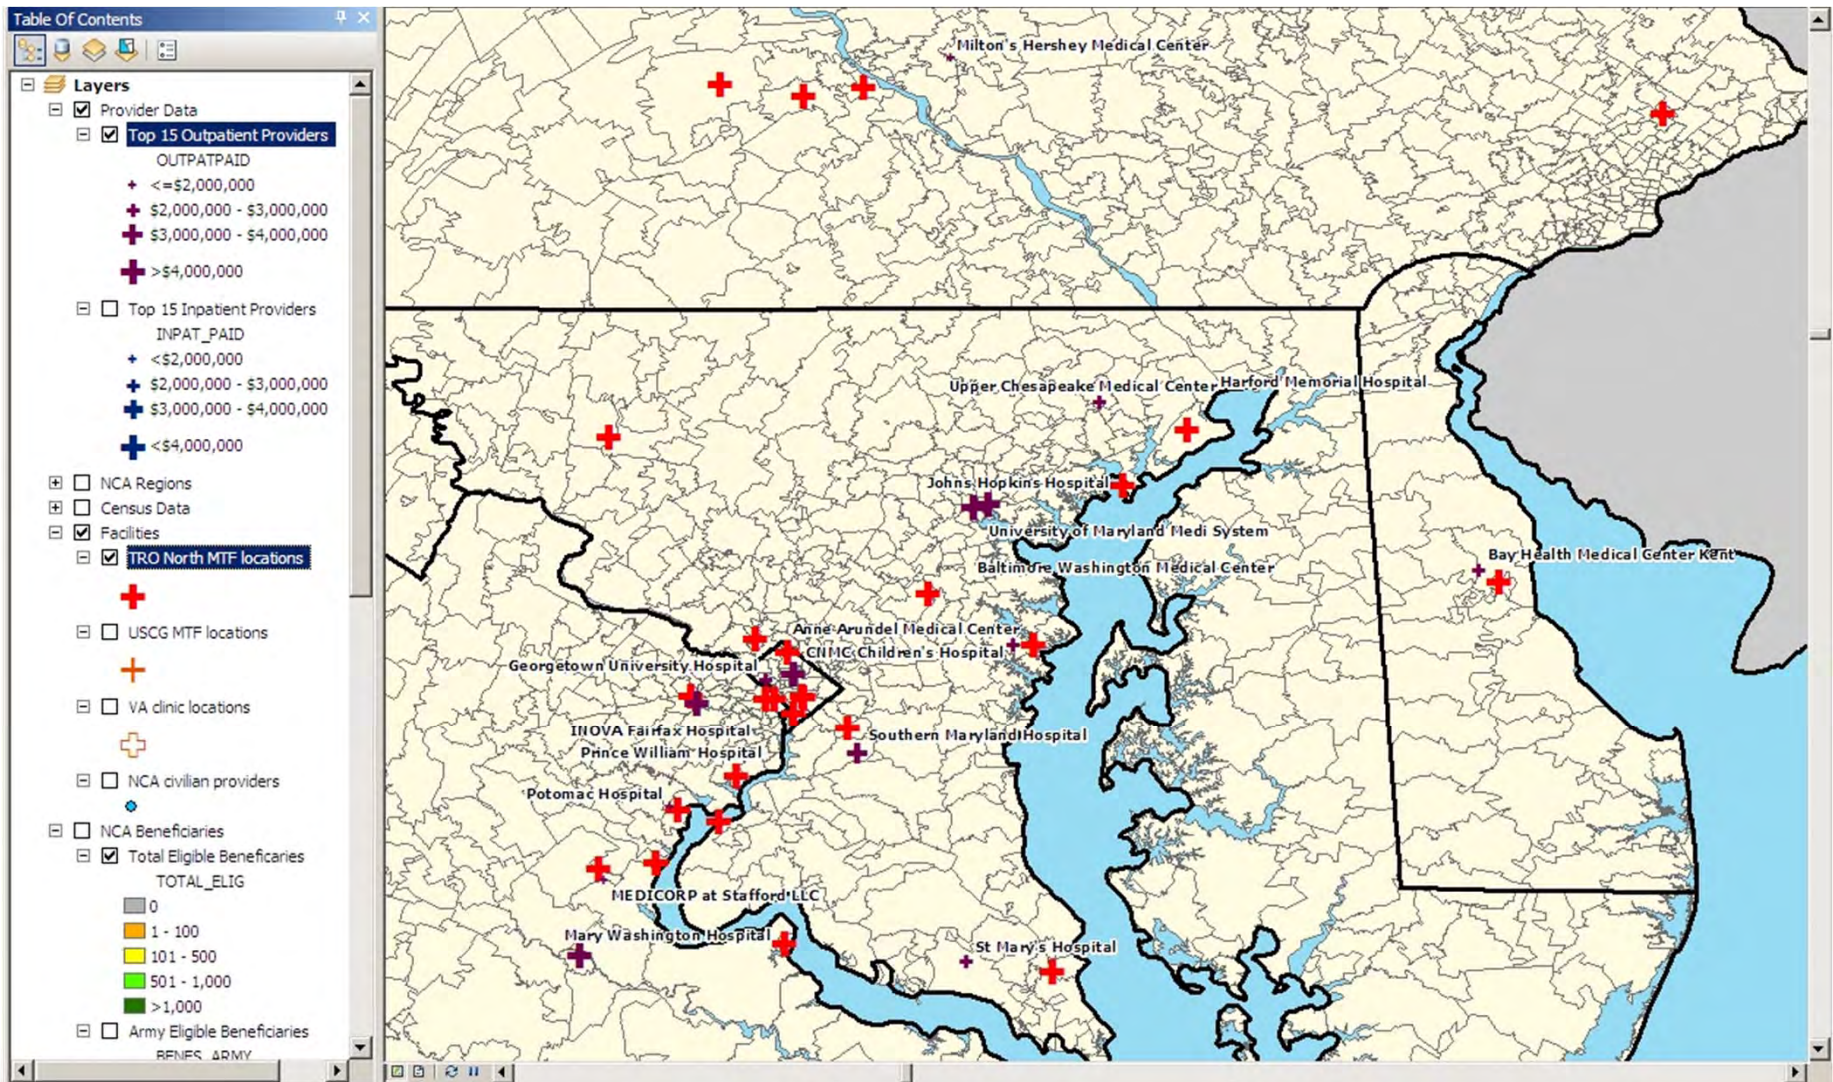 Table Of Contents
Layers
Provider Data
Top 15 Outpatient Providers
OUTPATPAID
<=$2,000,000
$2,000,000 - $3,000,000
$3,000,000 - $4,000,000
>$4,000,000
Top 15 Inpatient Providers
INPAT_PAID
<$2,000,000
$2,000,000 - $3,000,000
$3,000,000 - $4,000,000
<$4,000,000
NCA Regions
Census Data
Facilities
TRO North MTF locations
USCG MTF locations
VA clinic locations
NCA civilian providers
NCA Beneficiaries
Total Eligible Beneficaries
TOTAL_ELIG
0
1 - 100
101 - 500
501 - 1,000
>1,000
Army Eligible Beneficiaries
BENES_ARMY
Milton's Hershey Medical Center
Upper Chesapeake Medical Center
Harford Memorial Hospital
Johns Hopkins Hospital
University of Maryland Medi System
Bay Health Medical Center Kent
Baltimore Washington Medical Center
Anne Arundel Medical Center
CNMC Children's Hospital
Georgetown University Hospital
INOVA Fairfax Hospital
Southern Maryland Hospital
Prince William Hospital
Potomac Hospital
MEDICORP at Stafford LLC
Mary Washington Hospital
St Mary's Hospital